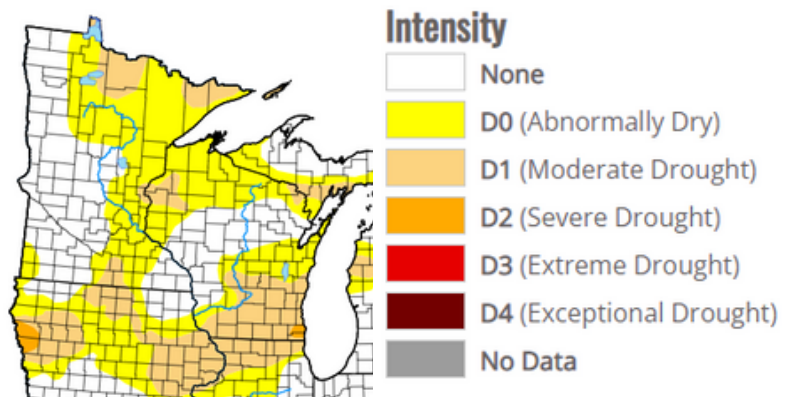 Intensity
None
D0 (Abnormally Dry)
D1 (Moderate Drought)
D2 (Severe Drought)
D3 (Extreme Drought)
D4 (Exceptional Drought)
No Data